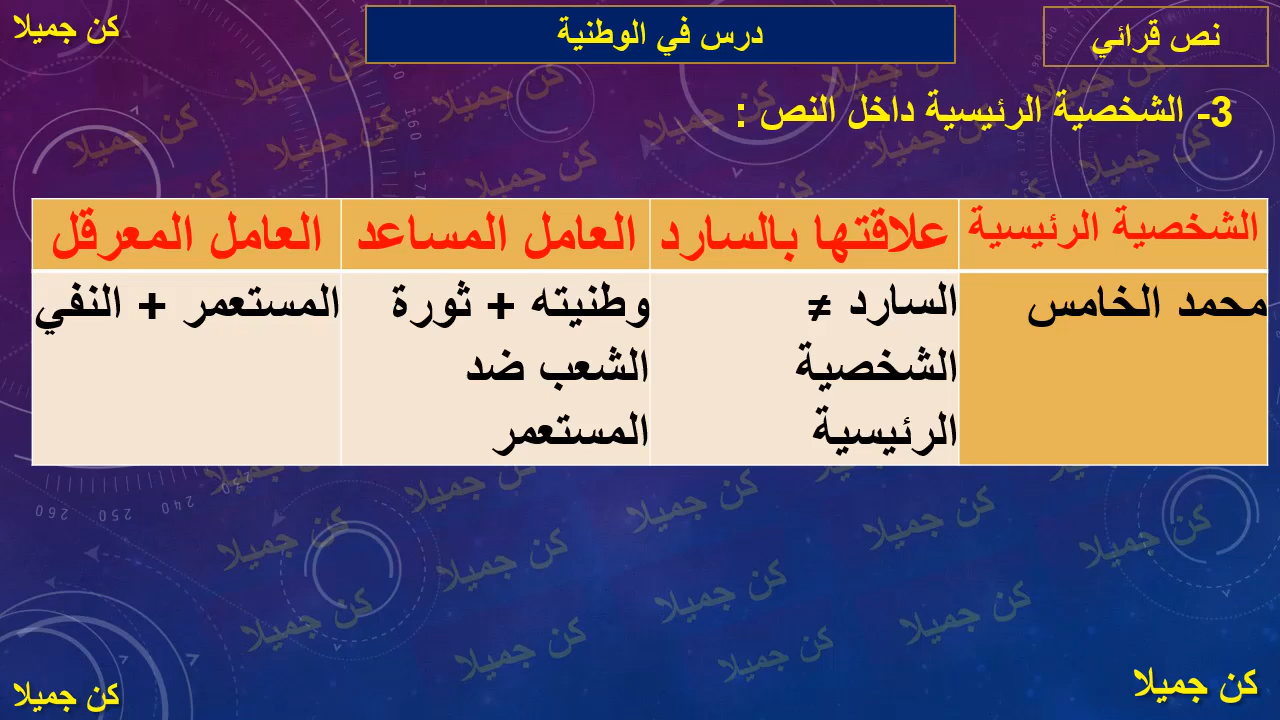 نص قرائي
درس في الوطنية
كن جميلا
3- الشخصية الرئيسية داخل النص :
الشخصية الرئيسية
علاقتها بالسارد
العامل المساعد
العامل المعرقل
محمد الخامس
السارد ≠
الشخصية
الرئيسية
وطنيته + ثورة
الشعب ضد
المستعمر
المستعمر + النفي
كن جميلا
كن جميلا